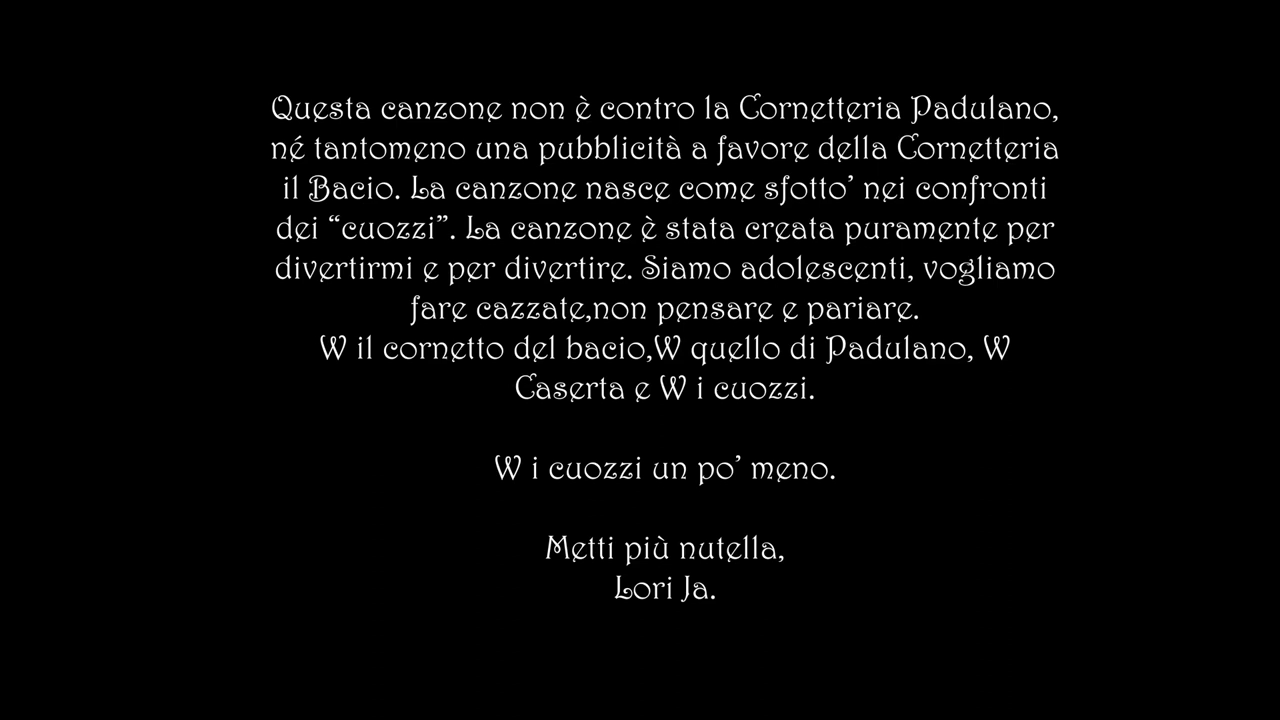 Questa canzone non è contro la Cornetteria Padulano,
né tantomeno una pubblicità a favore della Cornetteria
il Bacio. La canzone nasce come sfotto’ nei confronti
dei “cuozzi”. La canzone è stata creata puramente per
divertirmi e per divertire. Siamo adolescenti, vogliamo
fare cazzate,non pensare e pariare.
W il cornetto del bacio,W quello di Padulano, W
Caserta e W i cuozzi.
W i cuozzi un po’ meno.
Metti più nutella,
Lori Ja.